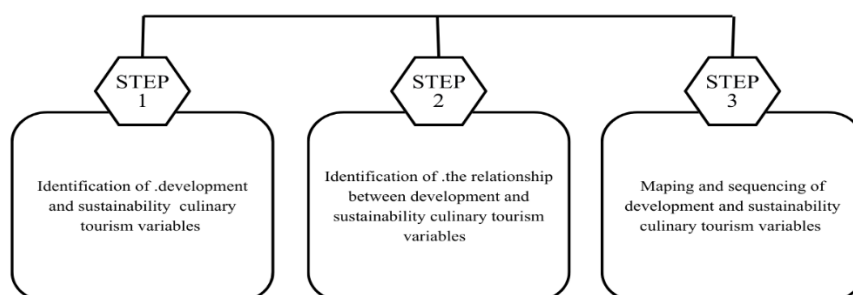 STEP
1
Identification of .development
and sustainability culinary
tourism variables
STEP
2
Identification of .the relationship
between development and
sustainability culinary tourism
variables
STEP
3
Maping and sequencing of
development and sustainability
culinary tourism variables